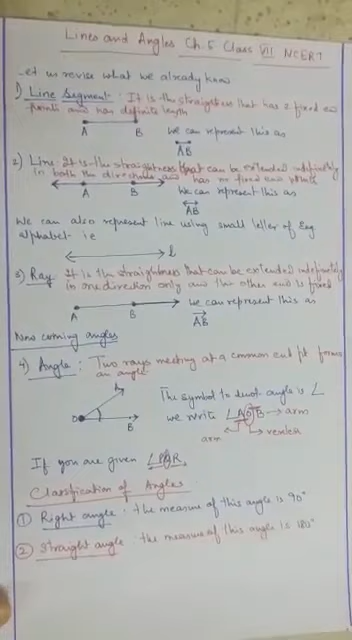 Lines and Angles Ch. 5 Class VII NCERT
Let us revise what we already know
1) Line Segment : It is the straightness that has 2 fixed end
points and has definite length
A B we can represent this as
AB
2) Line - It is the straightness that can be extended indefinitely
in both the directions and has no fixed end points
A B We can represent this as
AB
We can also represent line using small letter of Eng
alphabet i.e
l
3) Ray It is the straightness that can be extended indefinitely
in one direction only and the other end is fixed
A B we can represent this as
AB
Now coming angles
4) Angle : Two rays meeting at a common end pt forms
an angle
A The symbol to denote angle is ∠
O B we write ∠AOB → arm
arm → vertex
If you are given ∠PQR
Classification of Angles
① Right angle : the measure of this angle is 90°
② Straight angle : the measure of this angle is 180°